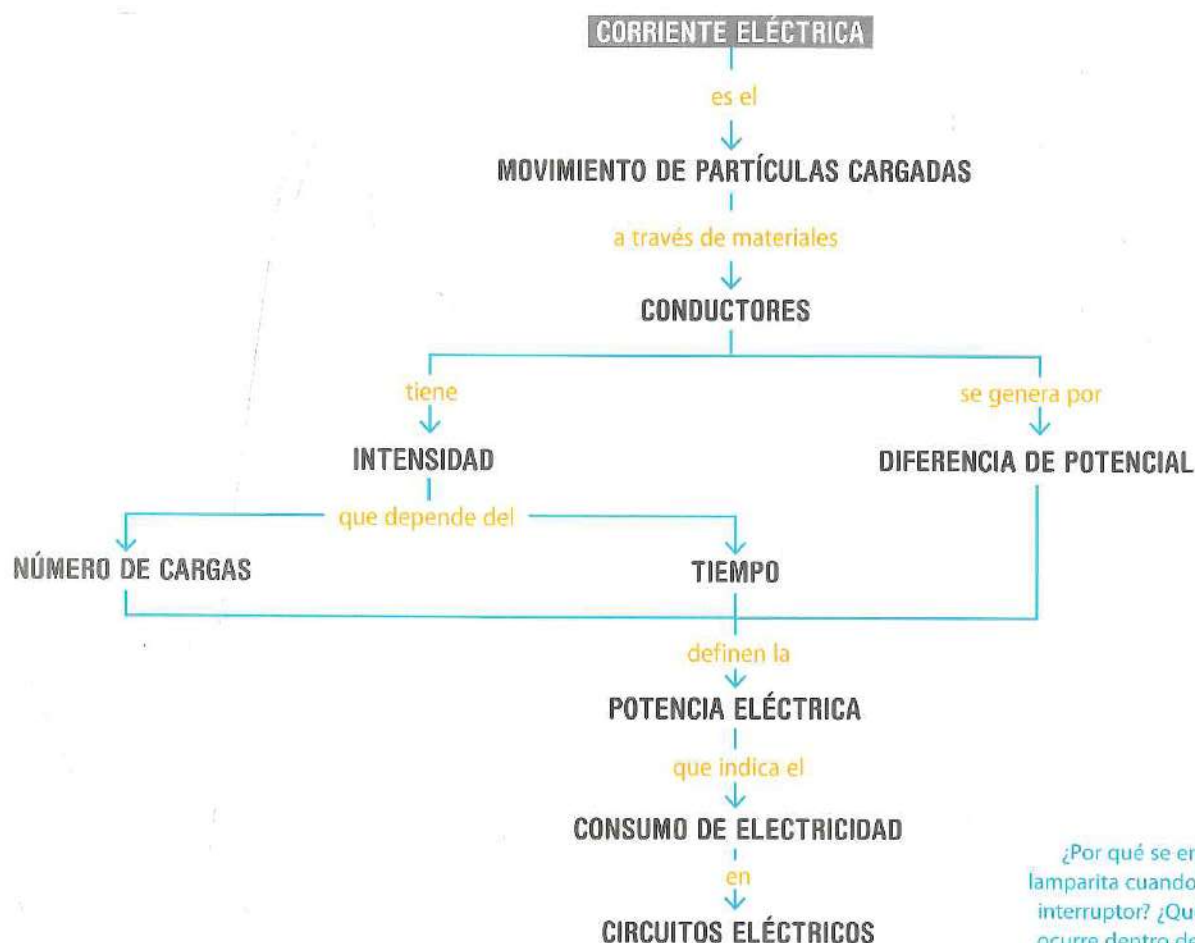 CORRIENTE ELÉCTRICA
es el
MOVIMIENTO DE PARTÍCULAS CARGADAS
a través de materiales
CONDUCTORES
tiene
se genera por
INTENSIDAD
DIFERENCIA DE POTENCIAL
que depende del
NÚMERO DE CARGAS
TIEMPO
definen la
POTENCIA ELÉCTRICA
que indica el
CONSUMO DE ELECTRICIDAD
en
CIRCUITOS ELÉCTRICOS
¿Por qué se
lamparita cuando
interruptor?
ocurre dentro